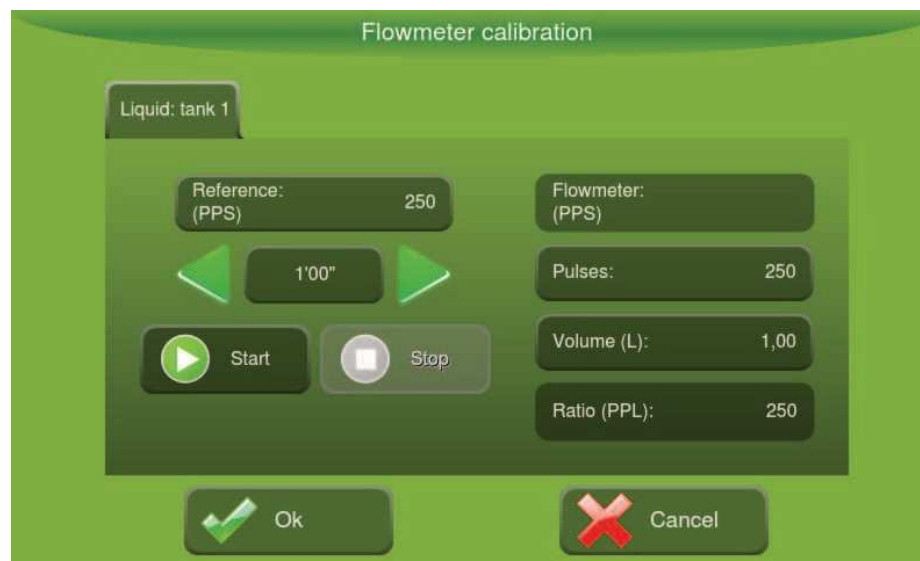 Flowmeter calibration
Liquid: tank 1
Reference:
(PPS)
250
1'00"
Start
Stop
Flowmeter:
(PPS)
Pulses:
250
Volume (L):
1,00
Ratio (PPL):
250
Ok
Cancel